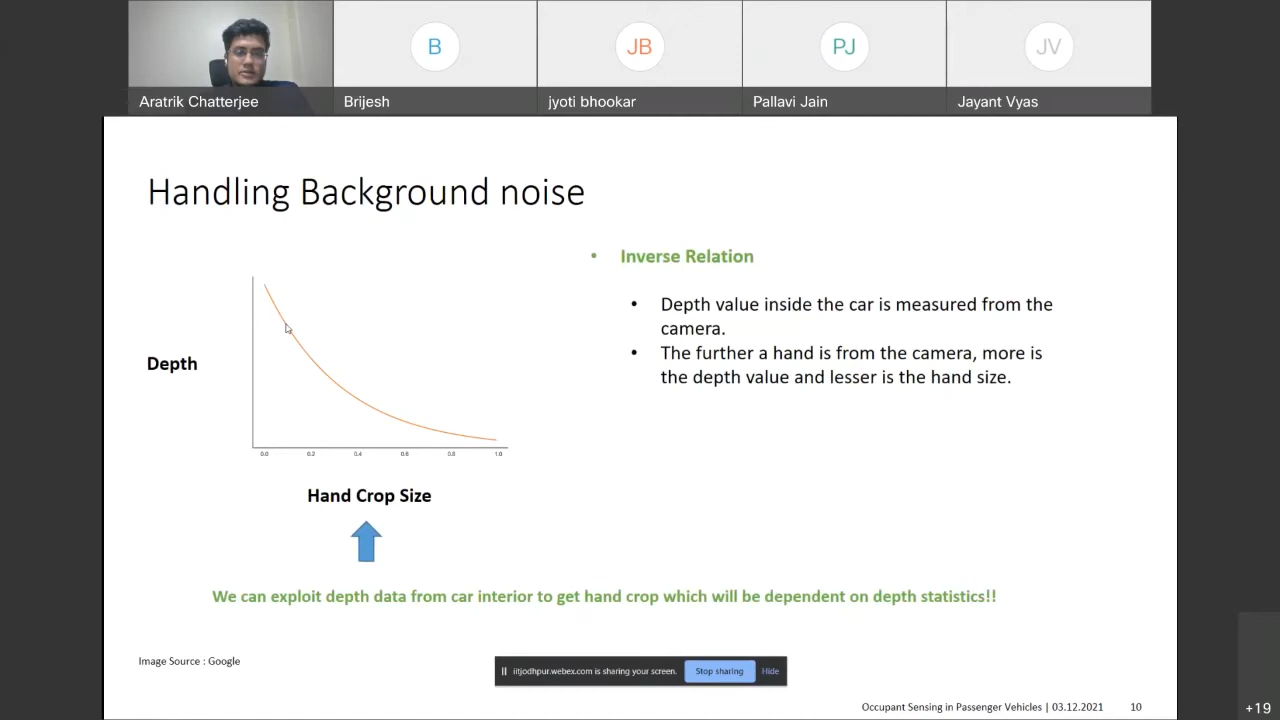 B
JB
PJ
JV
Aratrik Chatterjee
Brijesh
jyoti bhookar
Pallavi Jain
Jayant Vyas
Handling Background noise
Depth
0.0 0.2 0.4 0.6 0.8 1.0
Hand Crop Size
• Inverse Relation
• Depth value inside the car is measured from the
camera.
• The further a hand is from the camera, more is
the depth value and lesser is the hand size.
We can exploit depth data from car interior to get hand crop which will be dependent on depth statistics!!
Image Source : Google
iitjodhpur.webex.com is sharing your screen. Stop sharing Hide
Occupant Sensing in Passenger Vehicles | 03.12.2021 10
+19